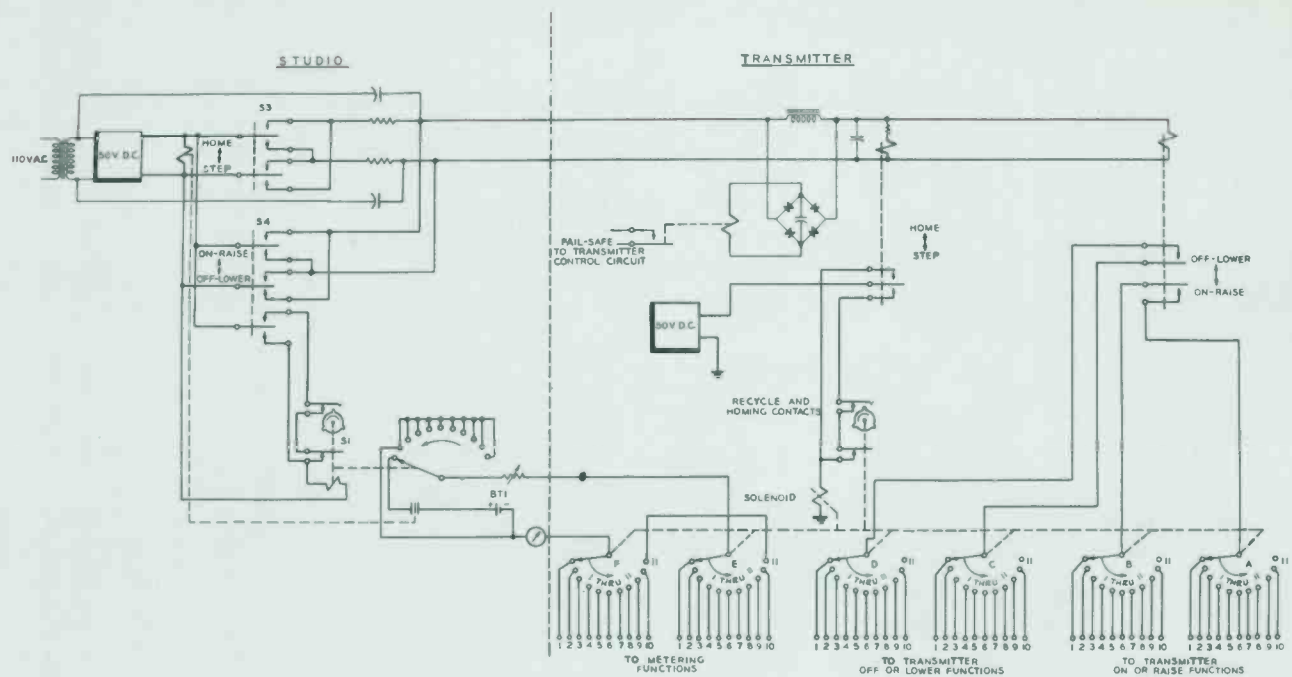 STUDIO
TRANSMITTER
S3
110VAC
50V.D.C.
HOME
STEP
S4
ON-RAISE
OFF-LOWER
FAIL-SAFE
TO TRANSMITTER
CONTROL CIRCUIT
HOME
STEP
OFF-LOWER
ON-RAISE
50V D.C.
RECYCLE AND
HOMING CONTACTS
S1
BT1
+ -
SOLENOID
F 11 E 11 D 11 C 11 B 11 A 11
1 THRU 11 1 THRU 11 1 THRU 11 1 THRU 11 1 THRU 11 1 THRU 11
1 2 3 4 5 6 7 8 9 10 1 2 3 4 5 6 7 8 9 10 1 2 3 4 5 6 7 8 9 10 1 2 3 4 5 6 7 8 9 10 1 2 3 4 5 6 7 8 9 10 1 2 3 4 5 6 7 8 9 10
TO METERING
FUNCTIONS
TO TRANSMITTER
OFF OR LOWER FUNCTIONS
TO TRANSMITTER
ON OR RAISE FUNCTIONS